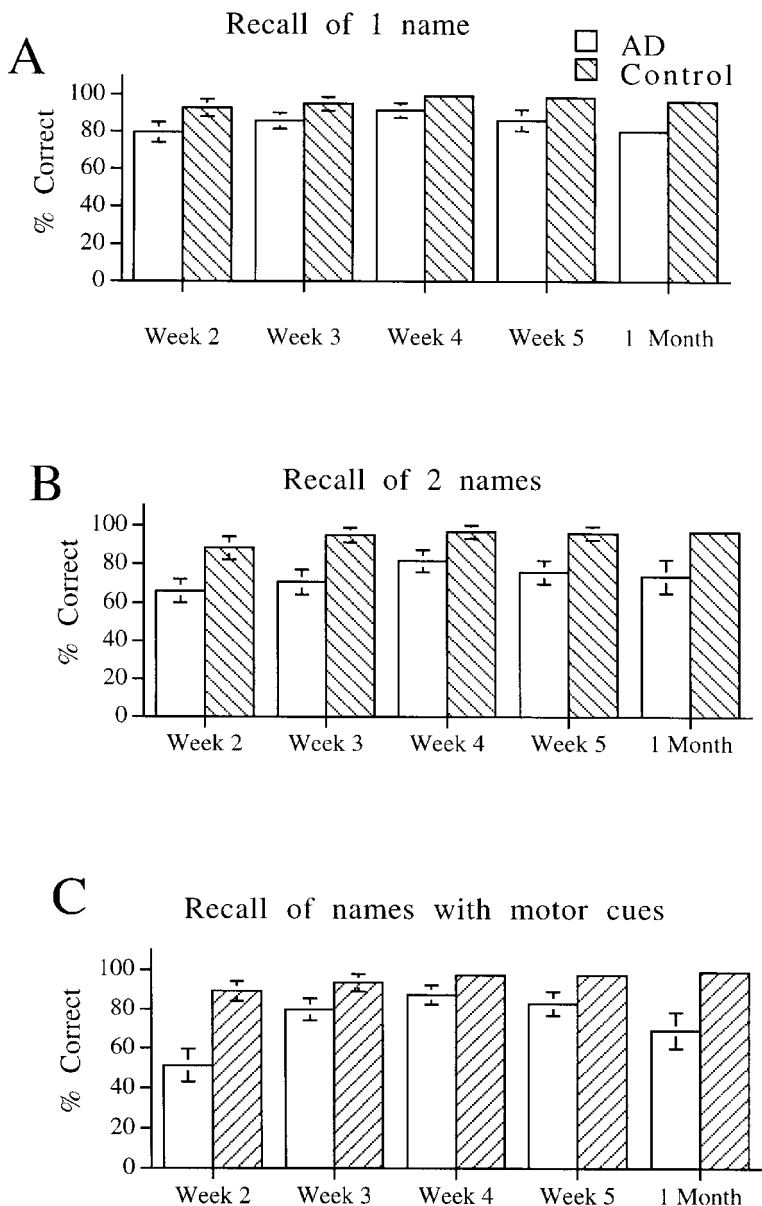 Recall of 1 name
A
AD
Control
100
80
60
40
20
0
% Correct
Week 2 Week 3 Week 4 Week 5 1 Month
B
Recall of 2 names
100
80
60
40
20
0
% Correct
Week 2 Week 3 Week 4 Week 5 1 Month
C
Recall of names with motor cues
100
80
60
40
20
0
% Correct
Week 2 Week 3 Week 4 Week 5 1 Month